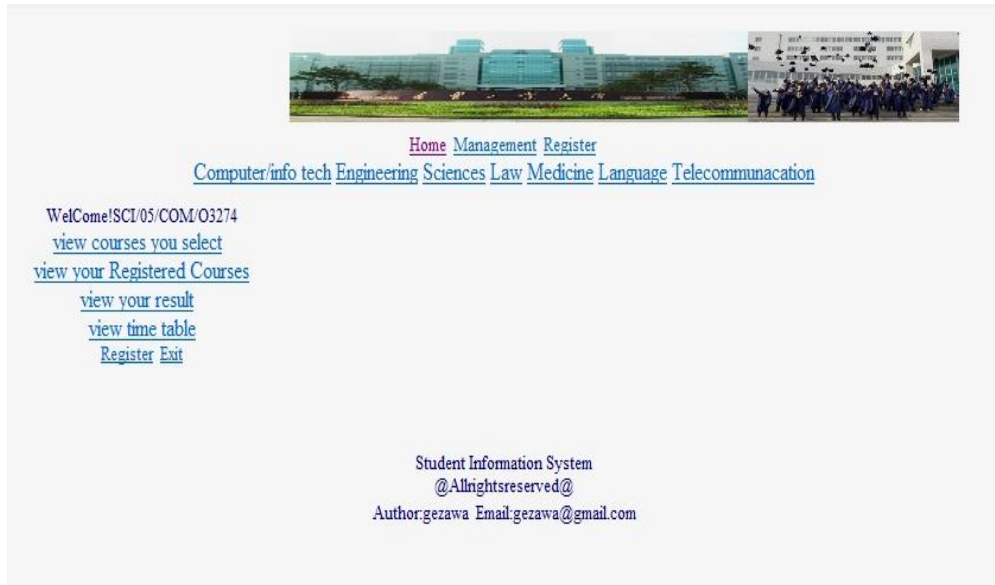 Home Management Register
Computer/info tech Engineering Sciences Law Medicine Language Telecommunacation
WelCome!SCI/05/COM/O3274
view courses you select
view your Registered Courses
view your result
view time table
Register Exit
Student Information System
@Allrightsreserved@
Author:gezawa Email:gezawa@gmail.com